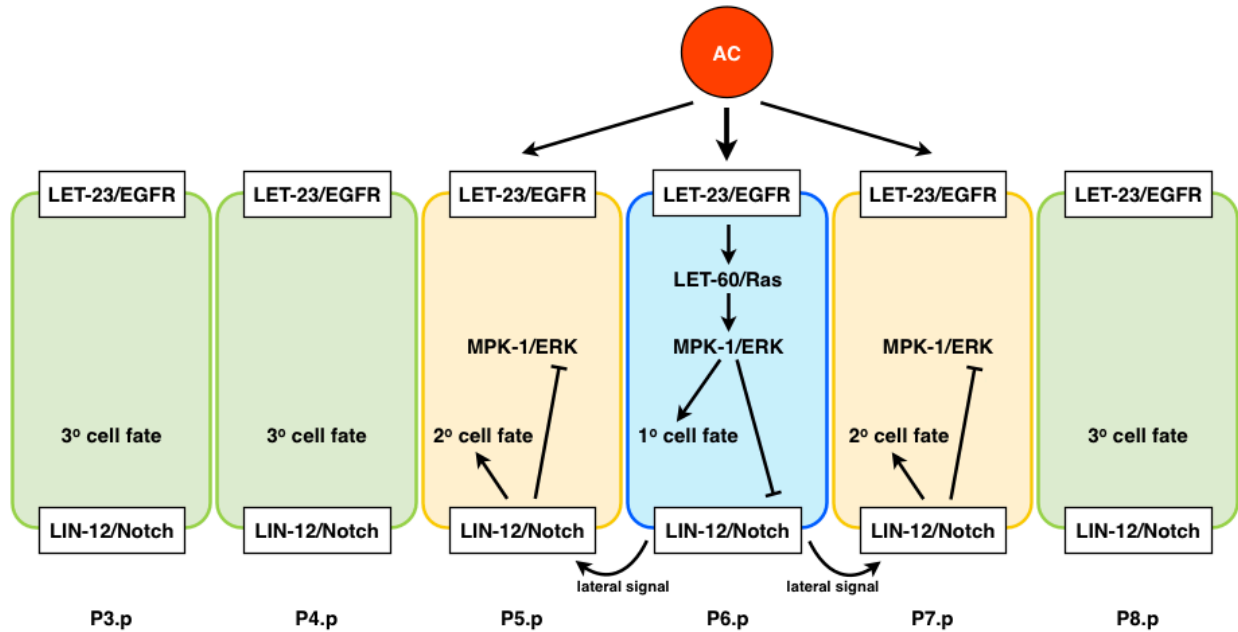 AC
LET-23/EGFR LET-23/EGFR LET-23/EGFR LET-23/EGFR LET-23/EGFR LET-23/EGFR
LET-60/Ras
MPK-1/ERK MPK-1/ERK MPK-1/ERK
3º cell fate 3º cell fate 2º cell fate 1º cell fate 2º cell fate 3º cell fate
LIN-12/Notch LIN-12/Notch LIN-12/Notch LIN-12/Notch LIN-12/Notch LIN-12/Notch
lateral signal lateral signal
P3.p P4.p P5.p P6.p P7.p P8.p